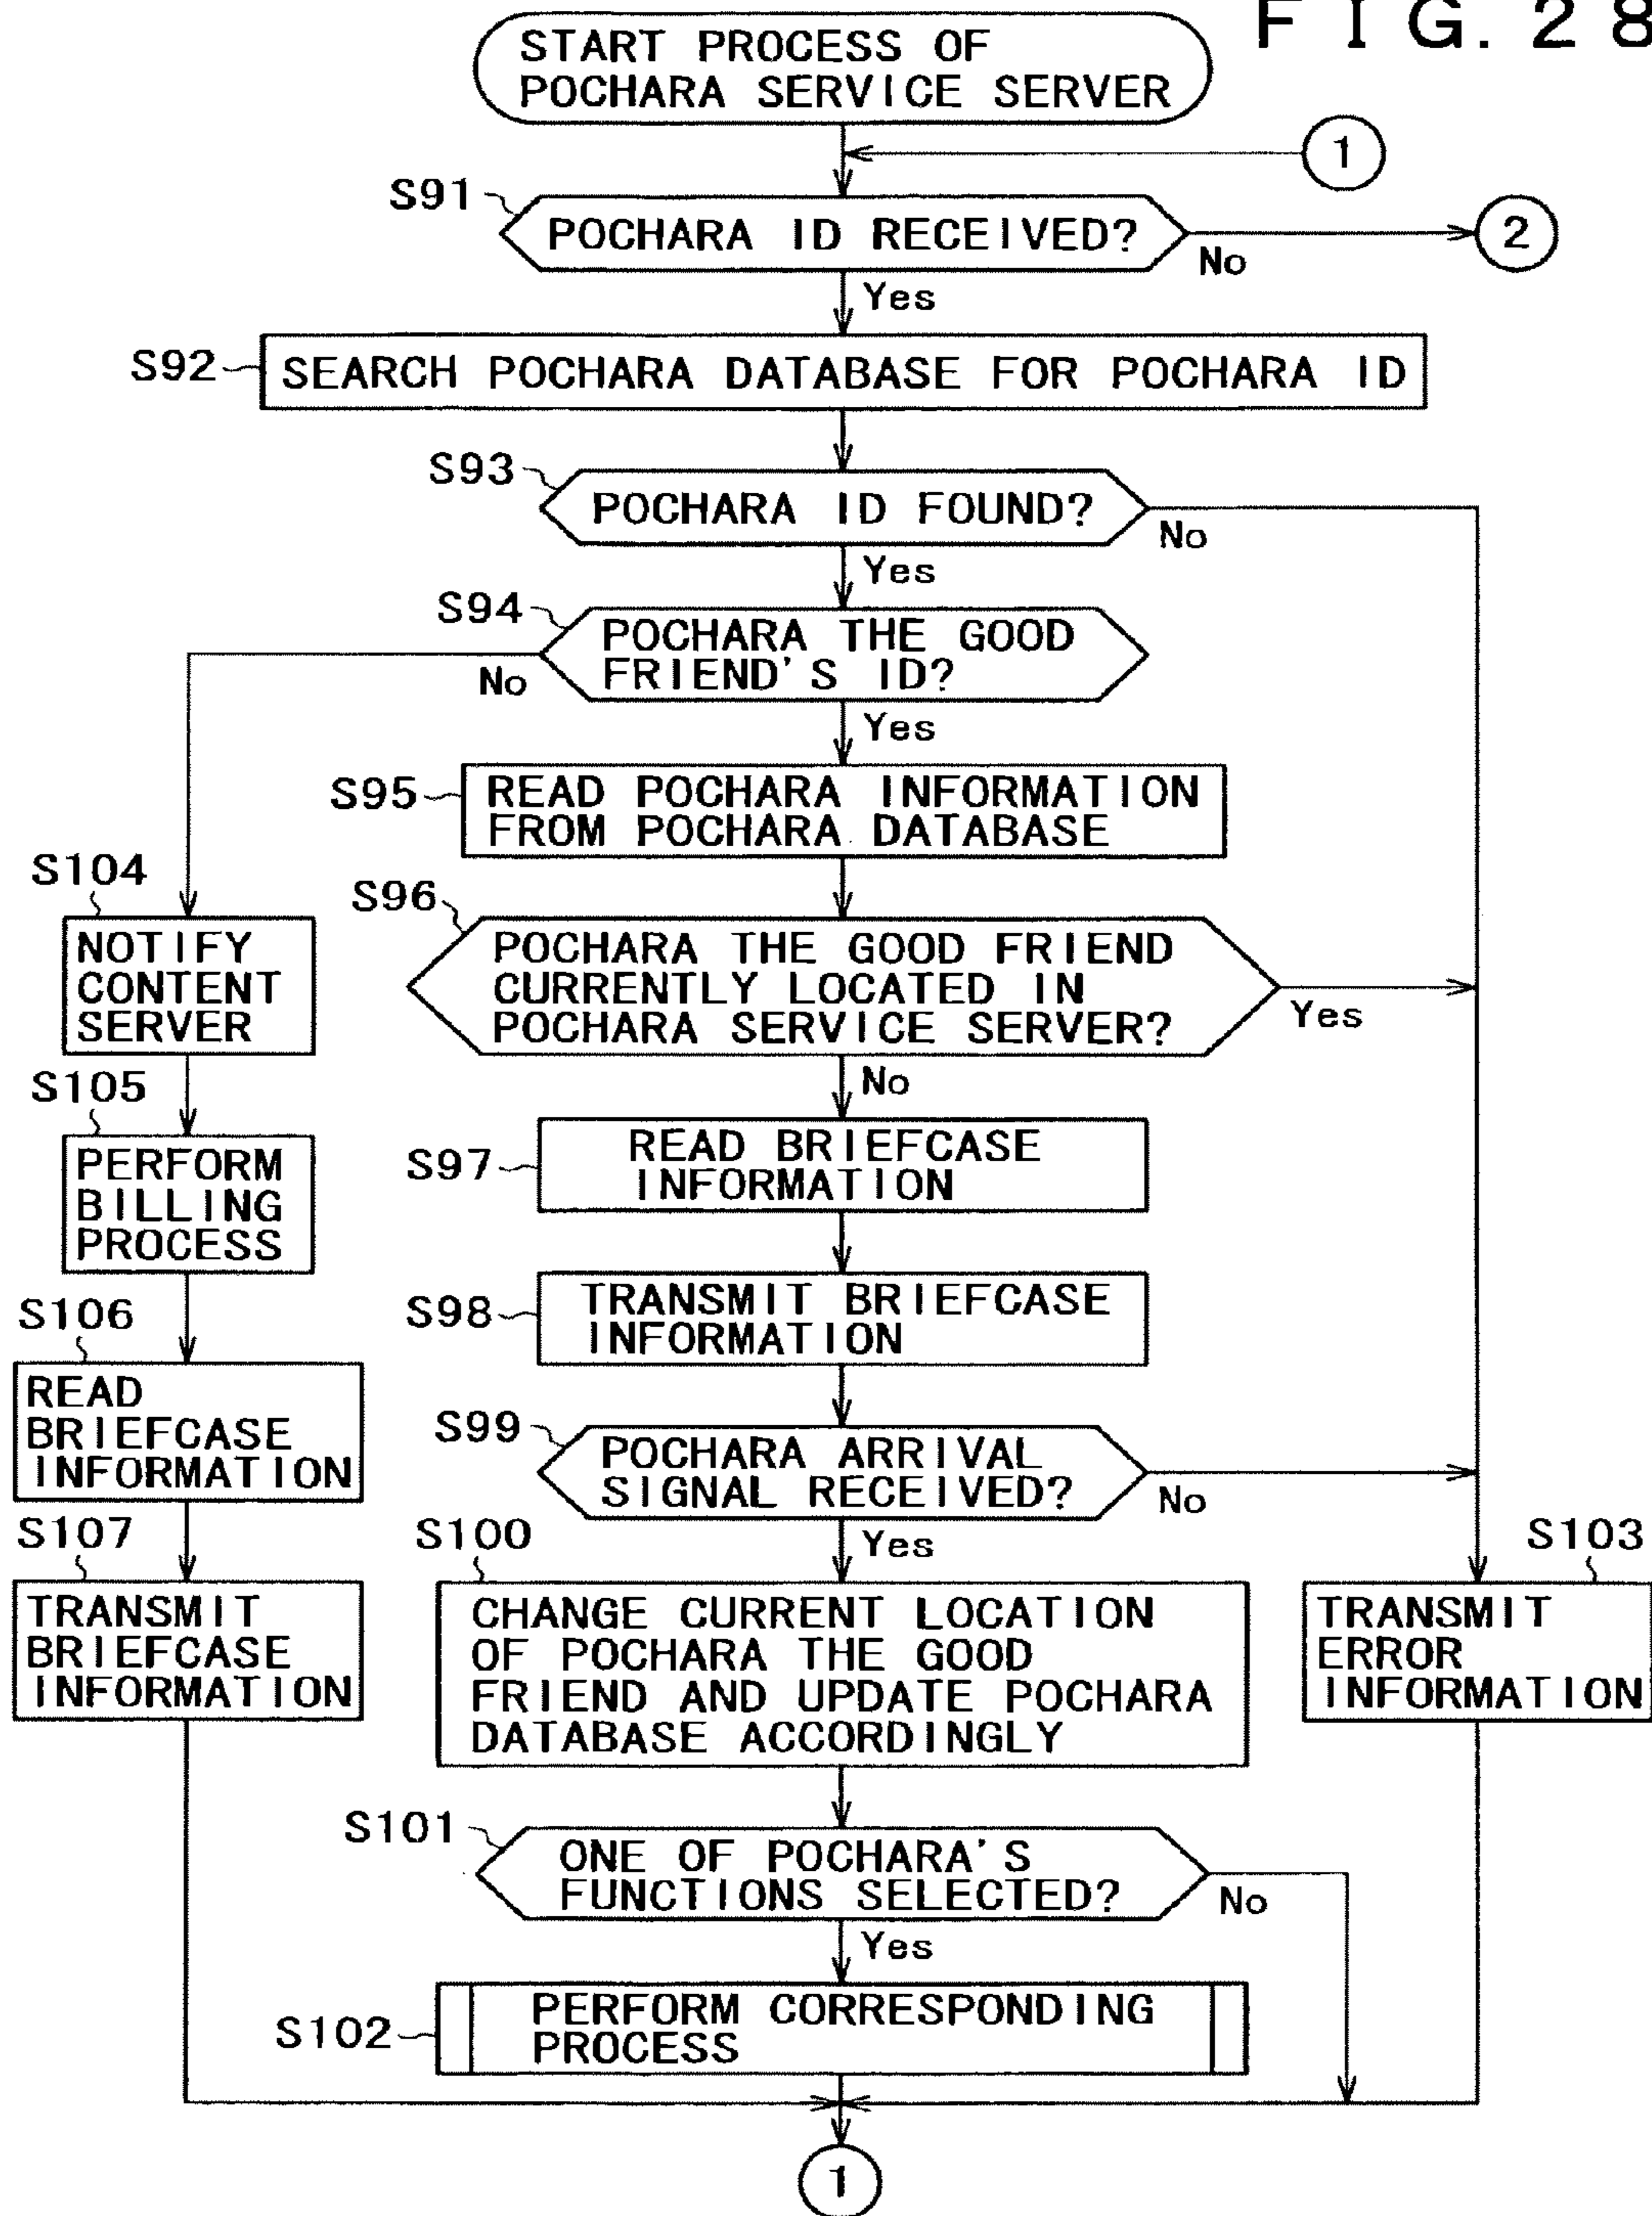 FIG. 28
START PROCESS OF
POCHARA SERVICE SERVER
1
S91
POCHARA ID RECEIVED?
No
2
Yes
S92
SEARCH POCHARA DATABASE FOR POCHARA ID
S93
POCHARA ID FOUND?
No
Yes
S94
POCHARA THE GOOD
FRIEND'S ID?
No
Yes
S95
READ POCHARA INFORMATION
FROM POCHARA DATABASE
S104
NOTIFY
CONTENT
SERVER
S96
POCHARA THE GOOD FRIEND
CURRENTLY LOCATED IN
POCHARA SERVICE SERVER?
Yes
No
S105
PERFORM
BILLING
PROCESS
S97
READ BRIEFCASE
INFORMATION
S106
READ
BRIEFCASE
INFORMATION
S98
TRANSMIT BRIEFCASE
INFORMATION
S99
POCHARA ARRIVAL
SIGNAL RECEIVED?
No
Yes
S107
TRANSMIT
BRIEFCASE
INFORMATION
S100
CHANGE CURRENT LOCATION
OF POCHARA THE GOOD
FRIEND AND UPDATE POCHARA
DATABASE ACCORDINGLY
S103
TRANSMIT
ERROR
INFORMATION
S101
ONE OF POCHARA'S
FUNCTIONS SELECTED?
No
Yes
S102
PERFORM CORRESPONDING
PROCESS
1